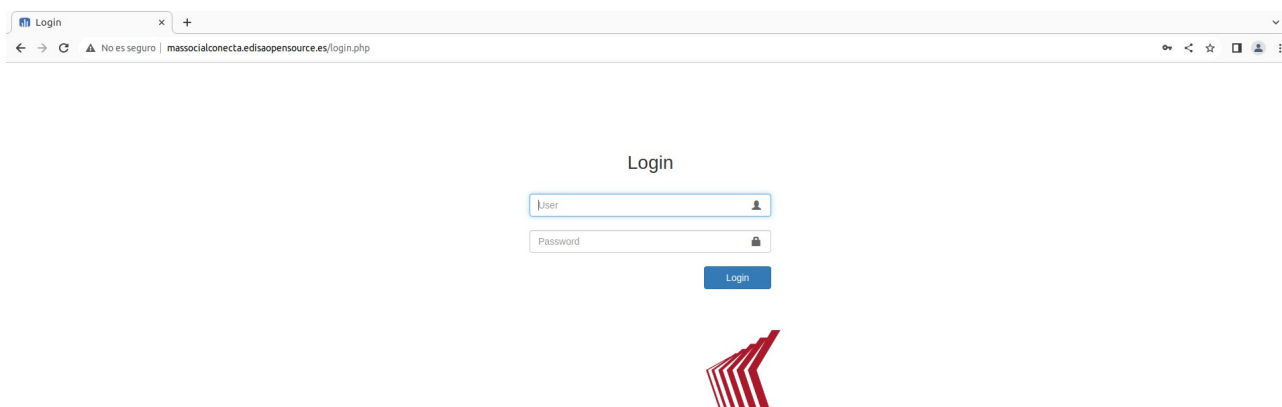 Login
No es seguro massocialconecta.edisaopensource.es/login.php
Login
User
Password
Login